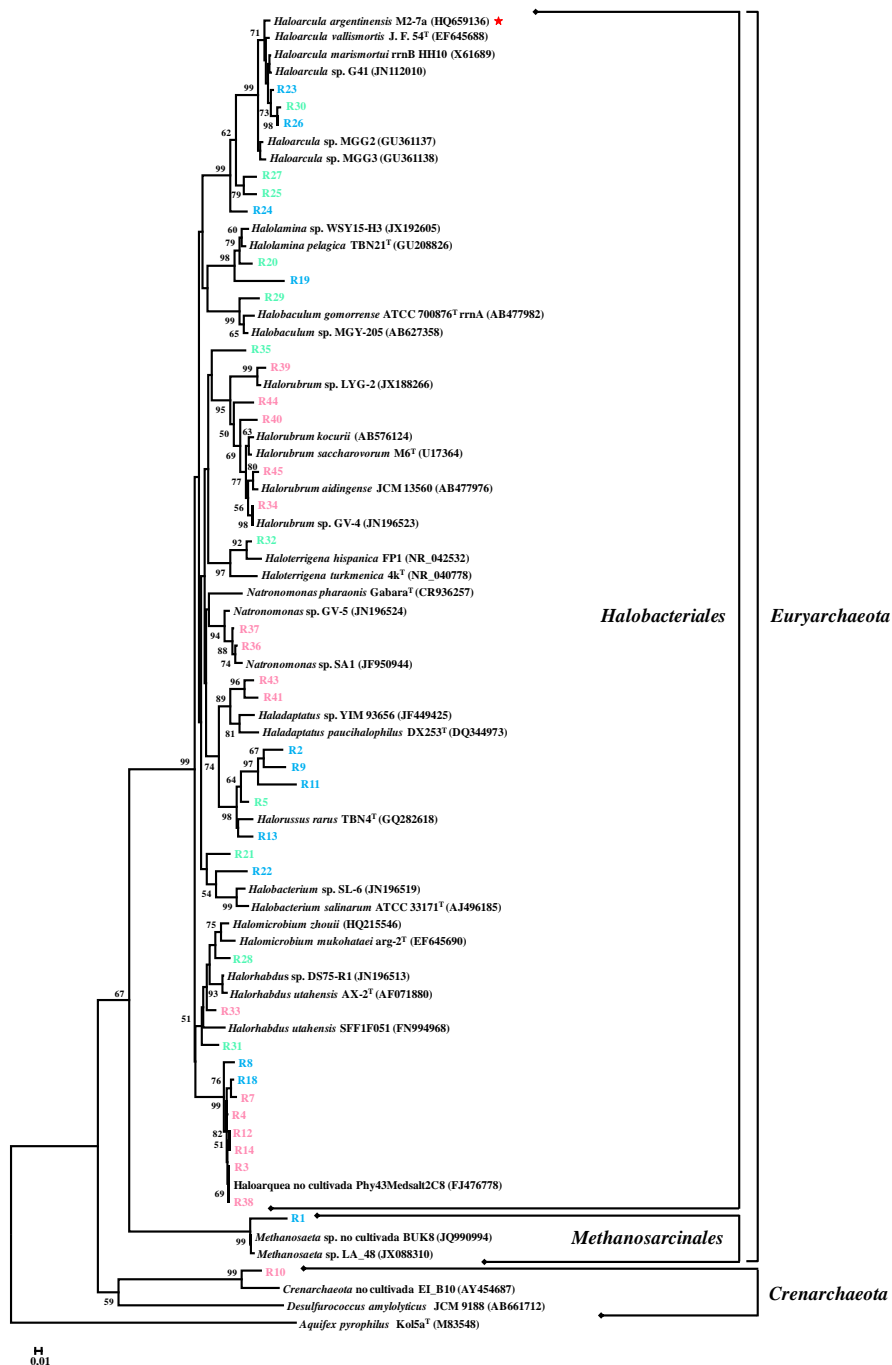 Haloarcula argentinensis M2-7a (HQ659136)
71
Haloarcula vallismortis J. F. 54ᵀ (EF645688)
Haloarcula marismortui rrnB HH10 (X61689)
Haloarcula sp. G41 (JN112010)
99
R23
R30
73
R26
98
62
Haloarcula sp. MGG2 (GU361137)
Haloarcula sp. MGG3 (GU361138)
99
R27
R25
79
R24
60
Halolamina sp. WSY15-H3 (JX192605)
79
Halolamina pelagica TBN21ᵀ (GU208826)
98
R20
R19
R29
99
Halobaculum gomorrense ATCC 700876ᵀ rrnA (AB477982)
65
Halobaculum sp. MGY-205 (AB627358)
R35
99
R39
Halorubrum sp. LYG-2 (JX188266)
95
R44
R40
50
63
Halorubrum kocurii (AB576124)
69
Halorubrum saccharovorum M6ᵀ (U17364)
80
R45
77
Halorubrum aidingense JCM 13560 (AB477976)
56
R34
98
Halorubrum sp. GV-4 (JN196523)
92
R32
Haloterrigena hispanica FP1 (NR_042532)
97
Haloterrigena turkmenica 4kᵀ (NR_040778)
Natronomonas pharaonis Gabaraᵀ (CR936257)
Natronomonas sp. GV-5 (JN196524)
Halobacteriales
Euryarchaeota
94
R37
88
R36
74
Natronomonas sp. SA1 (JF950944)
96
R43
89
R41
Haladaptatus sp. YIM 93656 (JF449425)
81
Haladaptatus paucihalophilus DX253ᵀ (DQ344973)
67
R2
99
74
97
R9
64
R11
R5
98
Halorussus rarus TBN4ᵀ (GQ282618)
R13
R21
R22
54
Halobacterium sp. SL-6 (JN196519)
99
Halobacterium salinarum ATCC 33171ᵀ (AJ496185)
75
Halomicrobium zhouii (HQ215546)
Halomicrobium mukohataei arg-2ᵀ (EF645690)
R28
Halorhabdus sp. DS75-R1 (JN196513)
67
93
Halorhabdus utahensis AX-2ᵀ (AF071880)
R33
51
Halorhabdus utahensis SFF1F051 (FN994968)
R31
R8
76
R18
99
R7
R4
82
R12
51
R14
R3
Haloarquea no cultivada Phy43Medsalt2C8 (FJ476778)
69
R38
R1
Methanosaeta sp. no cultivada BUK8 (JQ990994)
Methanosarcinales
99
Methanosaeta sp. LA_48 (JX088310)
99
R10
Crenarchaeota no cultivada EI_B10 (AY454687)
Crenarchaeota
59
Desulfurococcus amylolyticus JCM 9188 (AB661712)
Aquifex pyrophilus Kol5aᵀ (M83548)
0.01